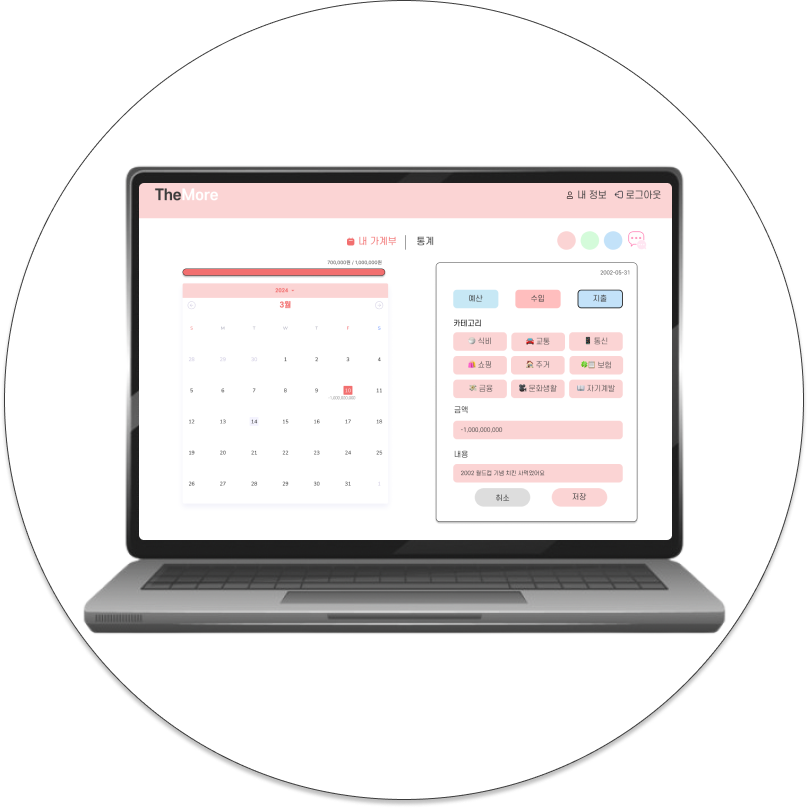 TheMore
내 정보 로그아웃
내 가계부 통계
700,000원 / 1,000,000원
2024
3월
S M T W T F S
28 29 30 1 2 3 4
5 6 7 8 9 10 11
-1,000,000,000
12 13 14 15 16 17 18
19 20 21 22 23 24 25
26 27 28 29 30 31 1
2002-05-31
예산 수입 지출
카테고리
식비 교통 통신
쇼핑 주거 보험
금융 문화생활 자기계발
금액
-1,000,000,000
내용
2002 월드컵 기념 치킨 사먹었어요
취소 저장